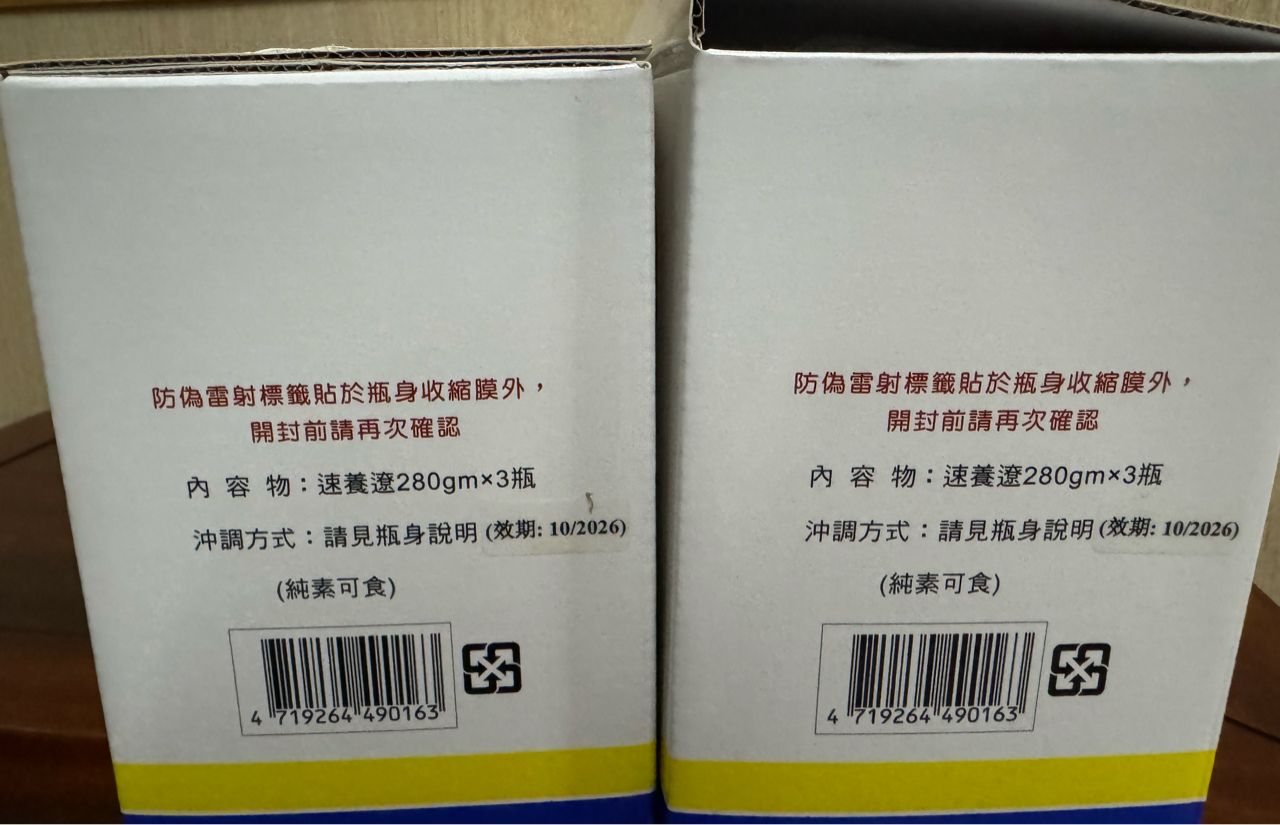 防偽雷射標籤貼於瓶身收縮膜外，
開封前請再次確認
內 容 物：速養遼280gm×3瓶
沖調方式：請見瓶身說明 (效期: 10/2026)
(純素可食)
4 719264 490163
防偽雷射標籤貼於瓶身收縮膜外，
開封前請再次確認
內 容 物：速養遼280gm×3瓶
沖調方式：請見瓶身說明 (效期: 10/2026)
(純素可食)
4 719264 490163